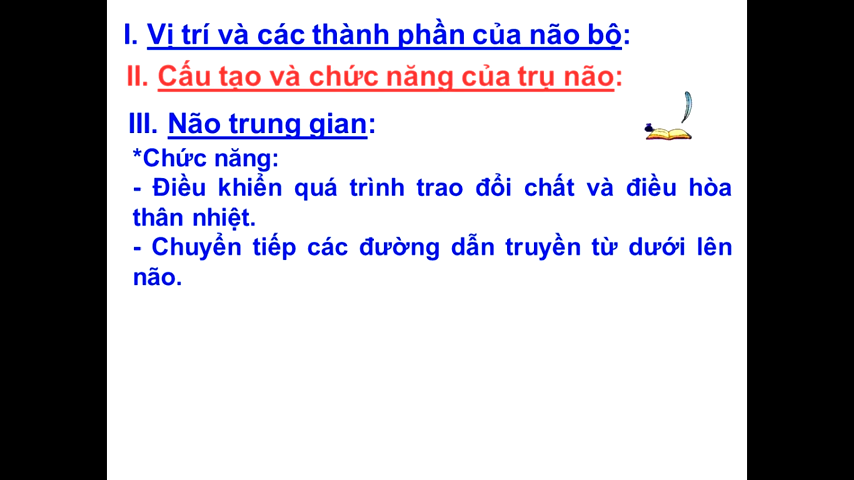 I. Vị trí và các thành phần của não bộ:
II. Cấu tạo và chức năng của trụ não:
III. Não trung gian:
*Chức năng:
- Điều khiển quá trình trao đổi chất và điều hòa
thân nhiệt.
- Chuyển tiếp các đường dẫn truyền từ dưới lên
não.